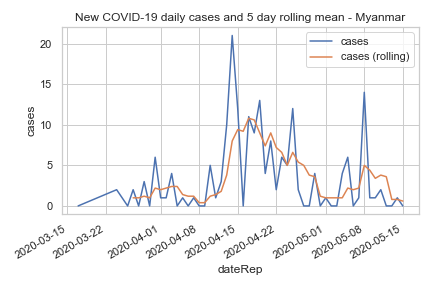 New COVID-19 daily cases and 5 day rolling mean - Myanmar
cases
cases (rolling)
20
15
10
5
0
cases
2020-03-15
2020-03-22
2020-04-01
2020-04-08
2020-04-15
2020-04-22
2020-05-01
2020-05-08
2020-05-15
dateRep